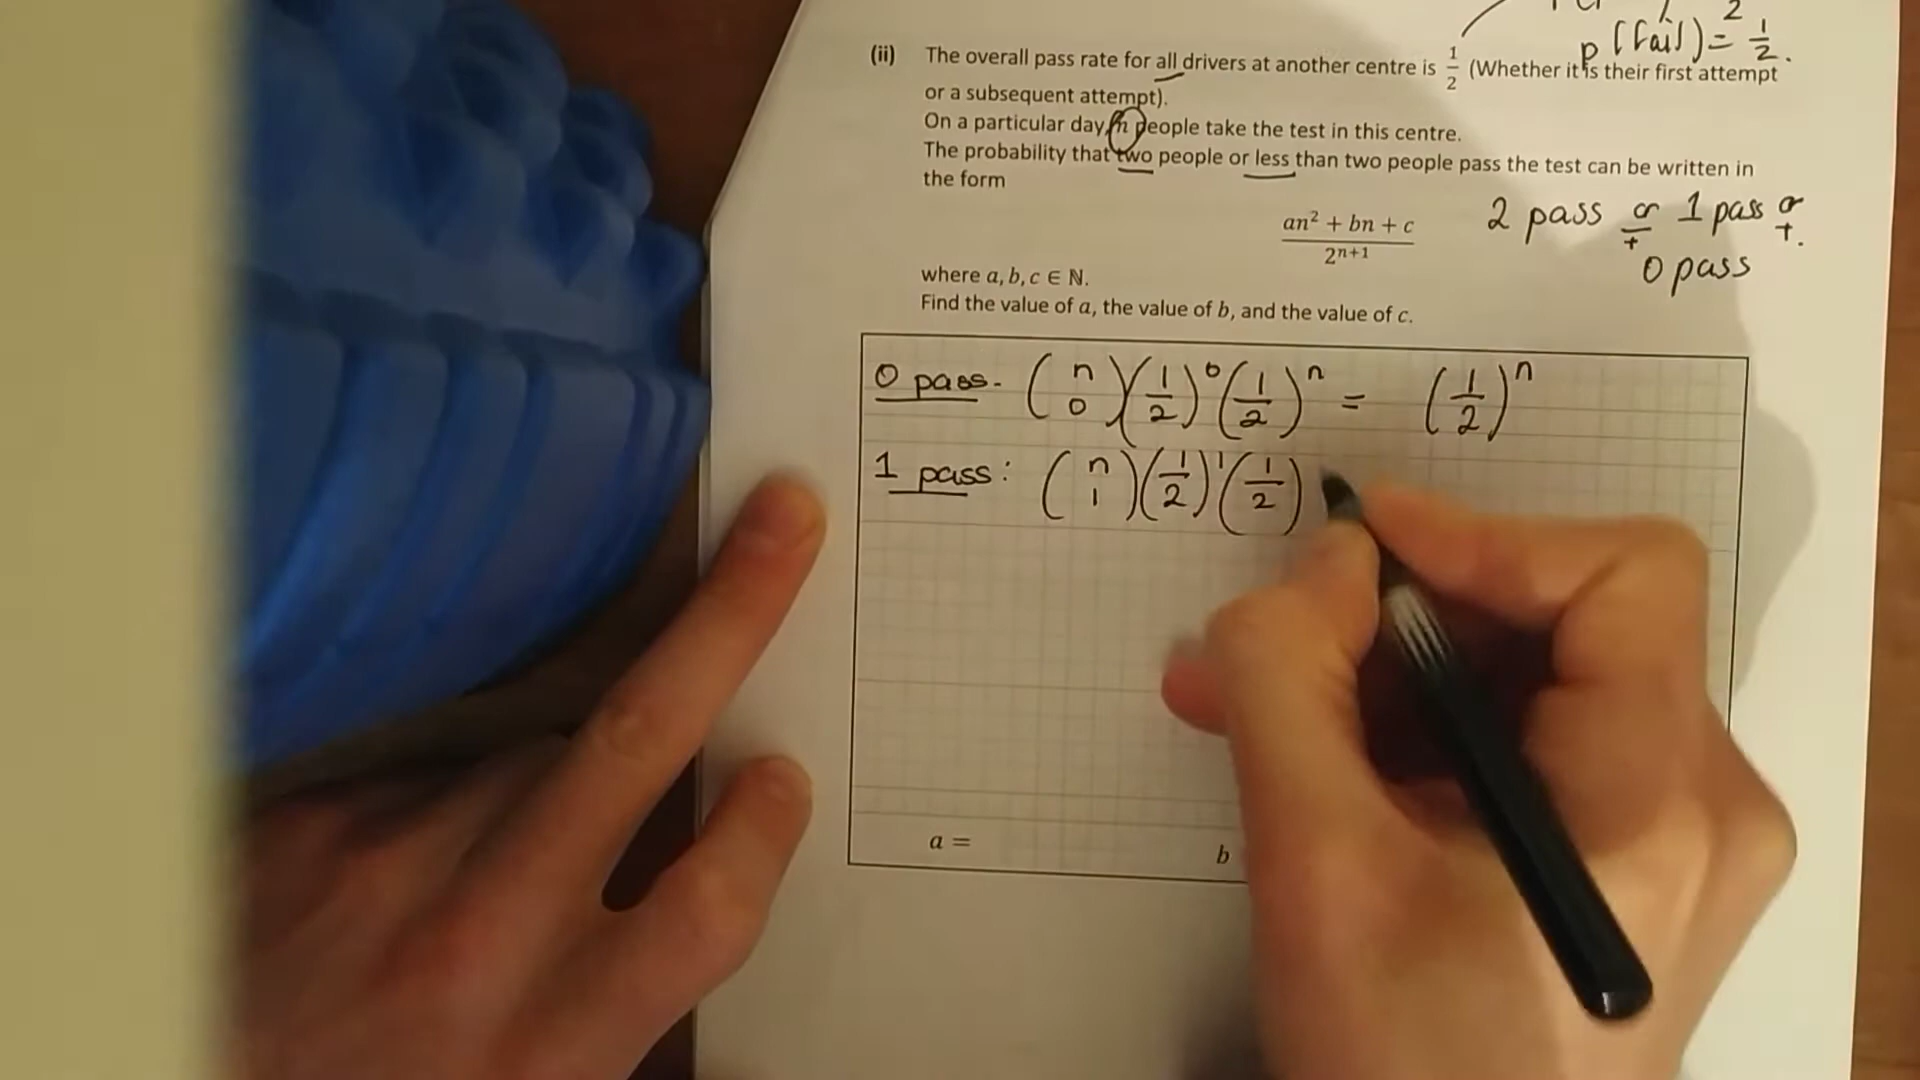 2
p(fail) = 1/2.
(ii) The overall pass rate for all drivers at another centre is 1/2 (Whether it is their first attempt
or a subsequent attempt).
On a particular day, n people take the test in this centre.
The probability that two people or less than two people pass the test can be written in
the form
an² + bn + c / 2ⁿ⁺¹
2 pass or 1 pass or
+ +.
0 pass
where a, b, c ∈ ℕ.
Find the value of a, the value of b, and the value of c.
0 pass- (n 0)(1/2)⁰(1/2)ⁿ = (1/2)ⁿ
1 pass: (n 1)(1/2)¹(1/2)
a = b